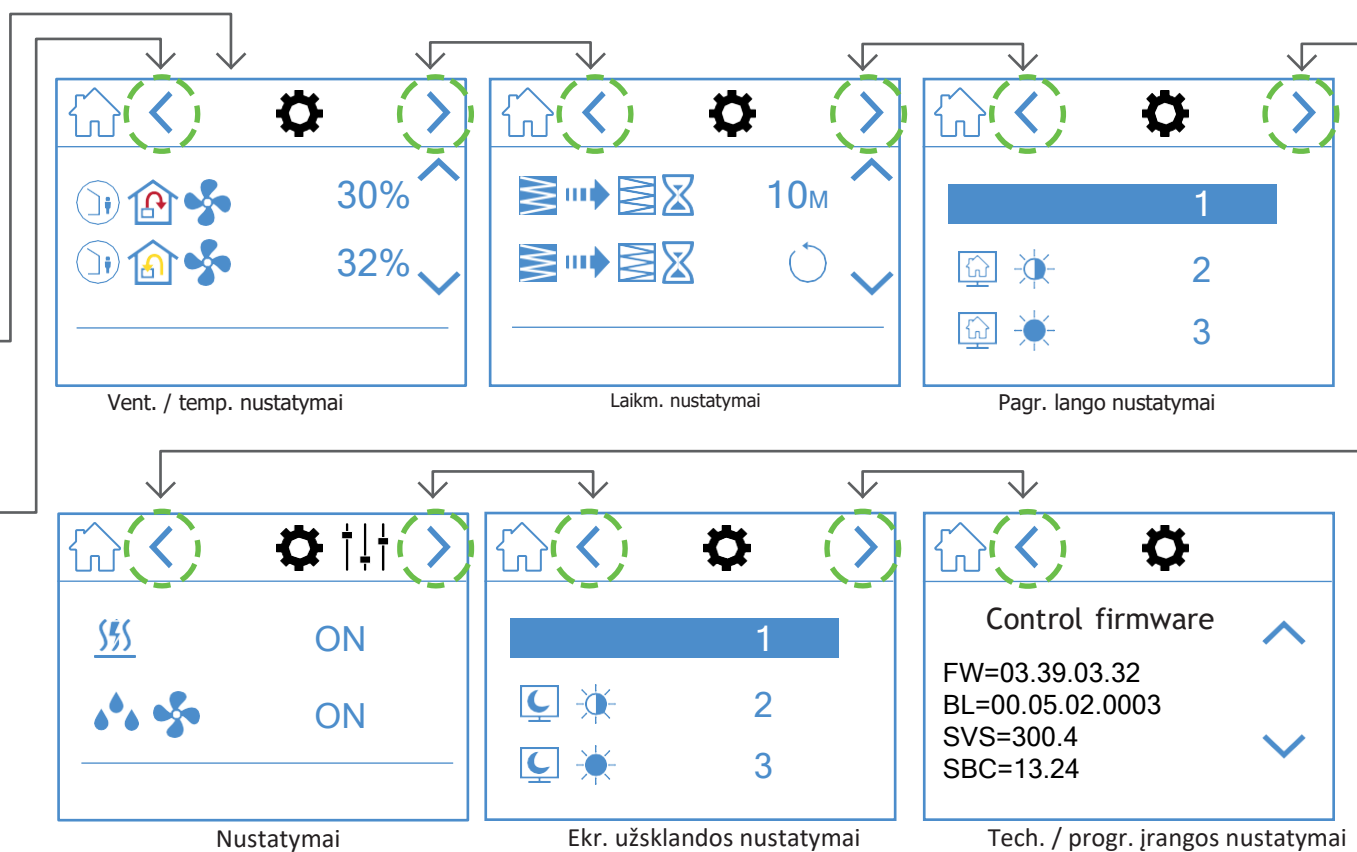 30%
32%
Vent. / temp. nustatymai
10M
Laikm. nustatymai
1
2
3
Pagr. lango nustatymai
ON
ON
Nustatymai
1
2
3
Ekr. užsklandos nustatymai
Control firmware
FW=03.39.03.32
BL=00.05.02.0003
SVS=300.4
SBC=13.24
Tech. / progr. įrangos nustatymai